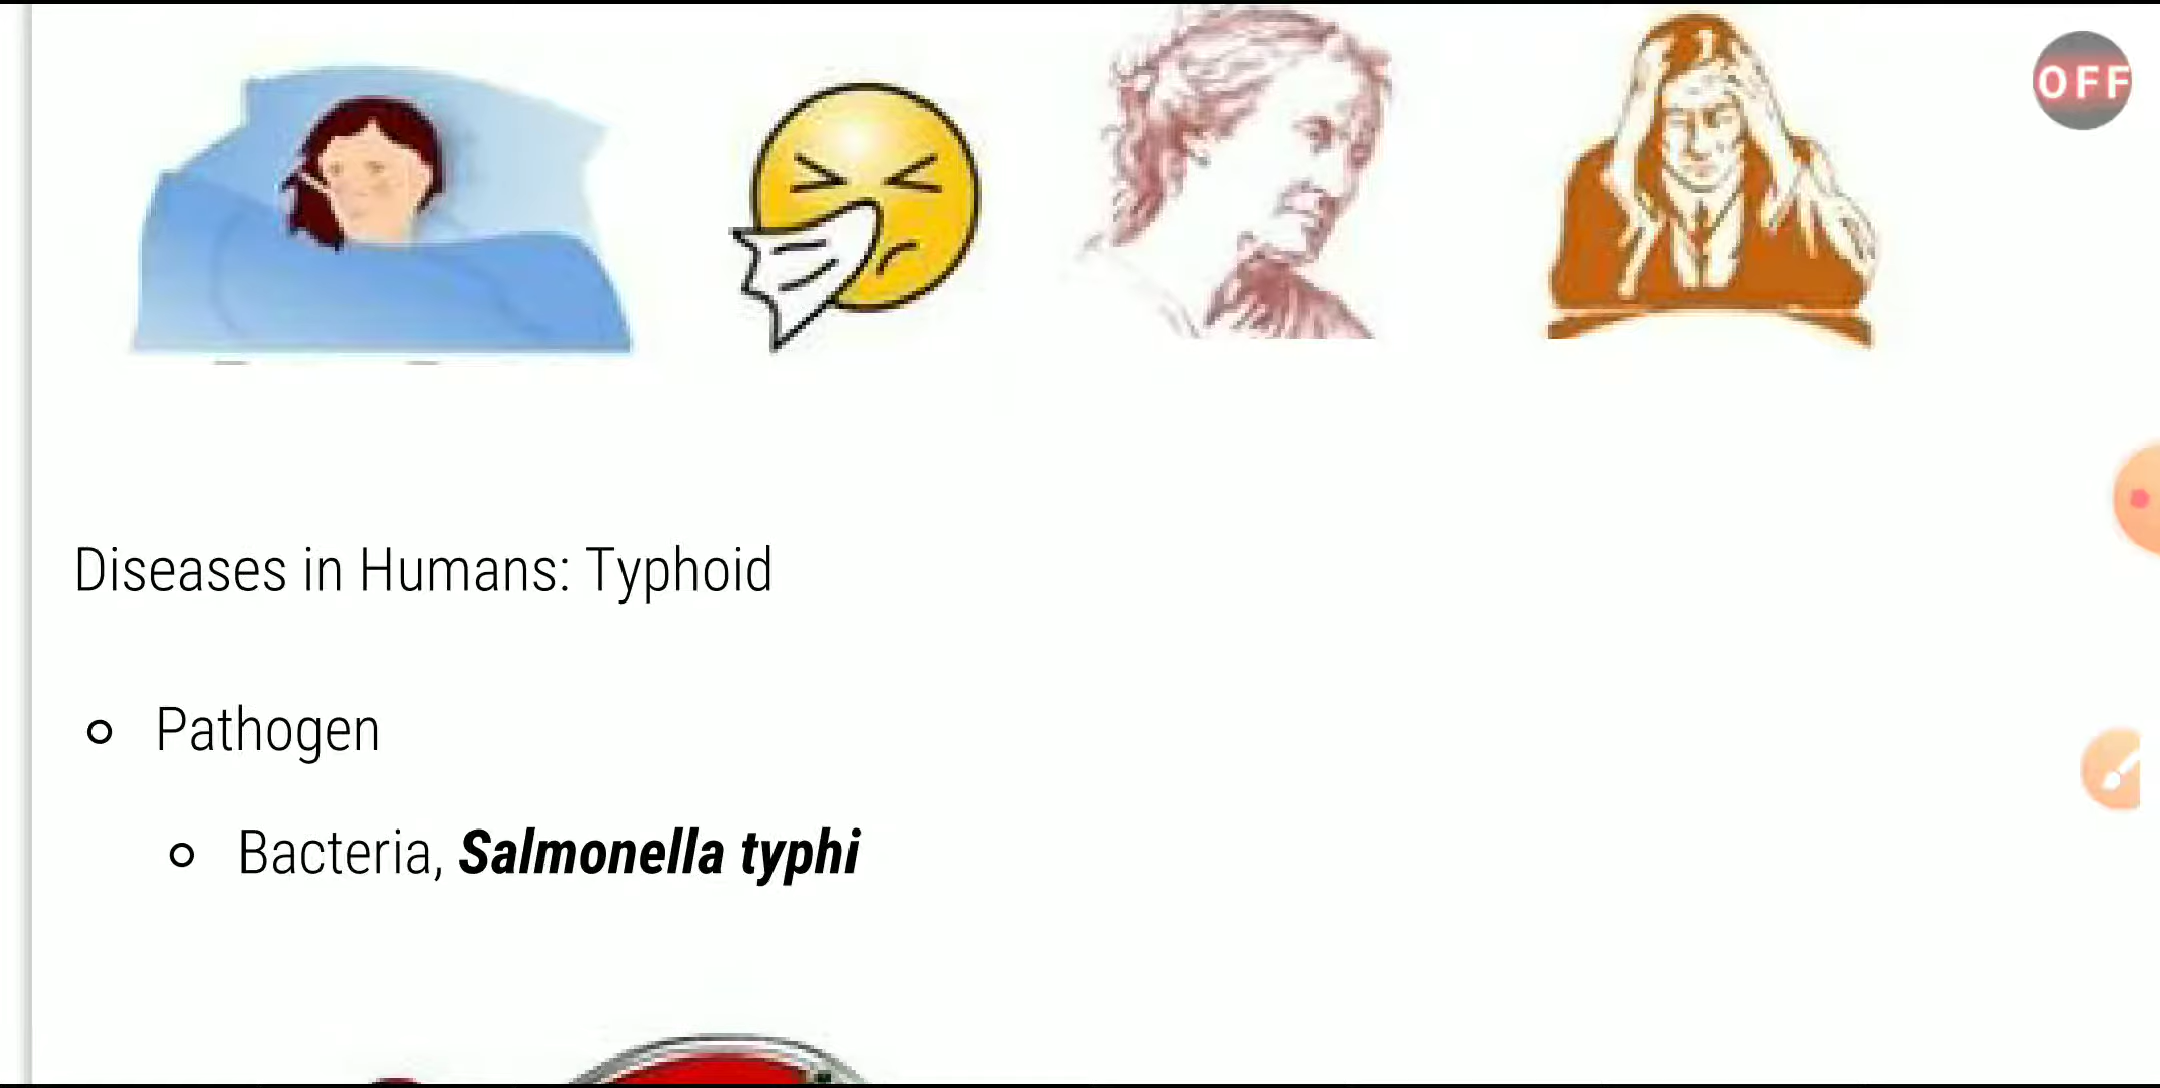 OFF
Diseases in Humans: Typhoid
Pathogen
Bacteria, Salmonella typhi